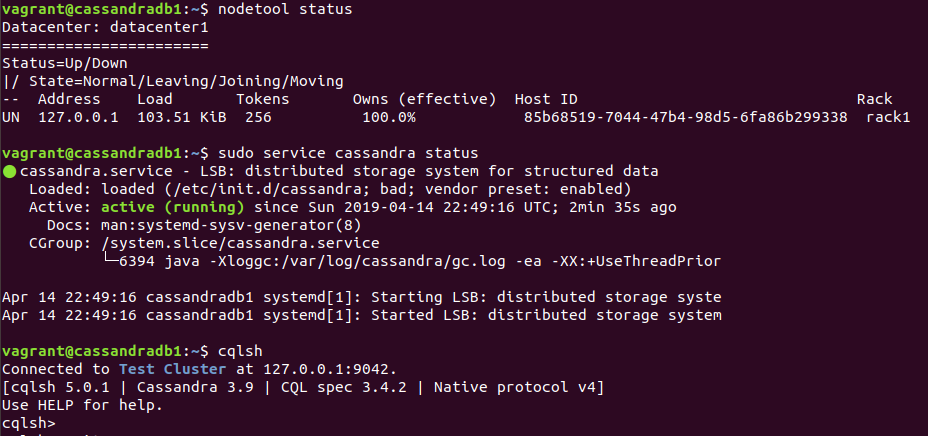 vagrant@cassandradb1:~$ nodetool status
Datacenter: datacenter1
=======================
Status=Up/Down
|/ State=Normal/Leaving/Joining/Moving
--  Address    Load       Tokens       Owns (effective)  Host ID                               Rack
UN  127.0.0.1  103.51 KiB  256          100.0%            85b68519-7044-47b4-98d5-6fa86b299338  rack1
vagrant@cassandradb1:~$ sudo service cassandra status
cassandra.service - LSB: distributed storage system for structured data
Loaded: loaded (/etc/init.d/cassandra; bad; vendor preset: enabled)
Active: active (running) since Sun 2019-04-14 22:49:16 UTC; 2min 35s ago
Docs: man:systemd-sysv-generator(8)
CGroup: /system.slice/cassandra.service
└─6394 java -Xloggc:/var/log/cassandra/gc.log -ea -XX:+UseThreadPrior
Apr 14 22:49:16 cassandradb1 systemd[1]: Starting LSB: distributed storage syste
Apr 14 22:49:16 cassandradb1 systemd[1]: Started LSB: distributed storage system
vagrant@cassandradb1:~$ cqlsh
Connected to Test Cluster at 127.0.0.1:9042.
[cqlsh 5.0.1 | Cassandra 3.9 | CQL spec 3.4.2 | Native protocol v4]
Use HELP for help.
cqlsh>